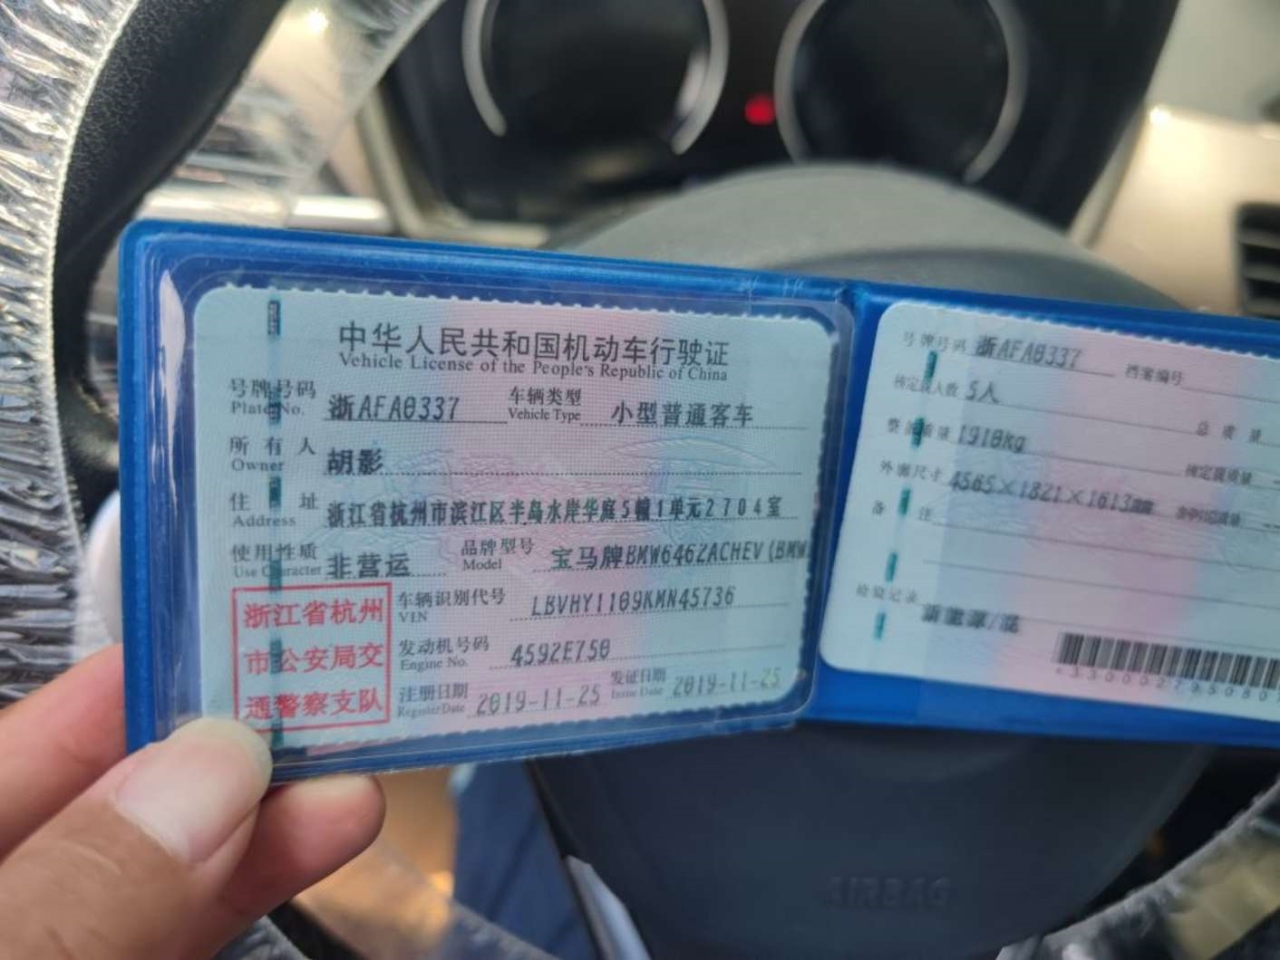 中华人民共和国机动车行驶证
Vehicle License of the People's Republic of China
号牌号码 浙AFA0337 车辆类型 小型普通客车
Plate No. Vehicle Type
所有人 胡影
Owner
住址 浙江省杭州市滨江区半岛水岸华庭5幢1单元2704室
Address
使用性质 非营运 品牌型号 宝马牌BMW6462ACHEV(BMW
Use Character Model
浙江省杭州
市公安局交
通警察支队
车辆识别代号 LBVHY1109KMN45736
VIN
发动机号码 4592E750
Engine No.
注册日期 2019-11-25 发证日期 2019-11-25
Register Date Issue Date
号牌号码 浙AFA0337 档案编号
核定载人数 5人 总质量
整备质量 1910kg 核定载质量
外廓尺寸 4565×1821×1613mm
备注
检验记录
AIRBAG